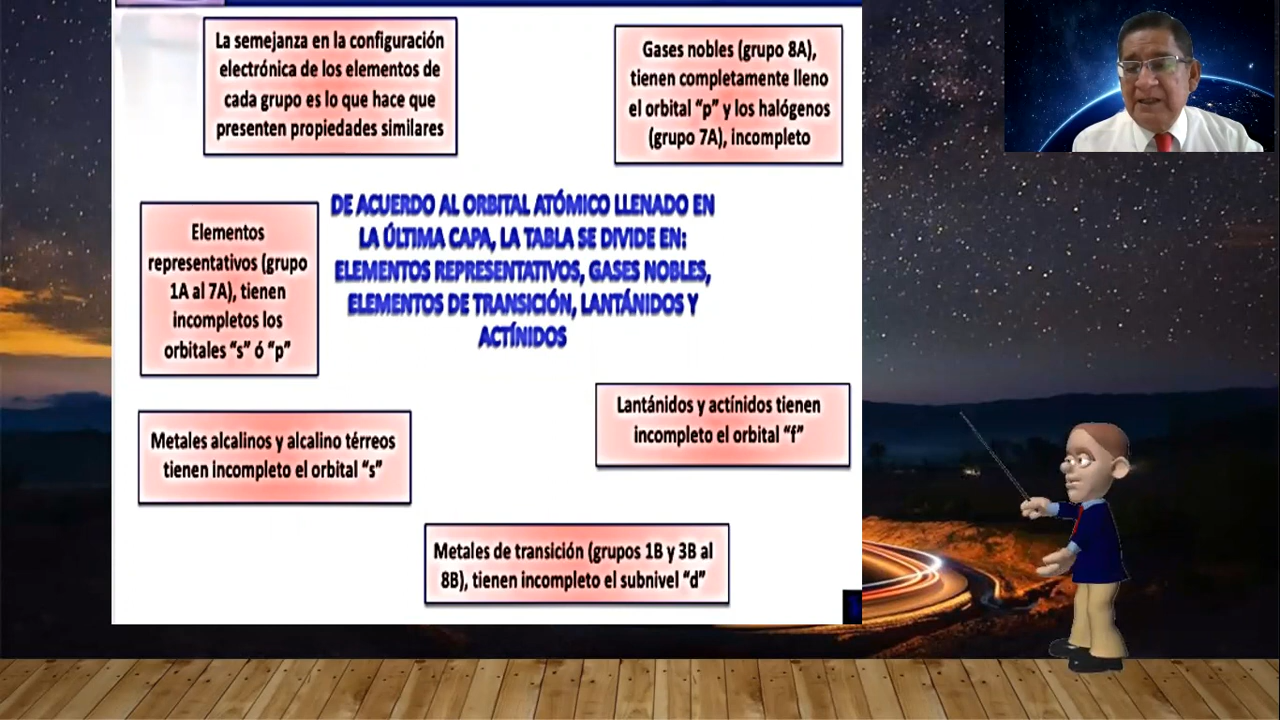 La semejanza en la configuración
electrónica de los elementos de
cada grupo es lo que hace que
presenten propiedades similares
Gases nobles (grupo 8A),
tienen completamente lleno
el orbital “p” y los halógenos
(grupo 7A), incompleto
DE ACUERDO AL ORBITAL ATÓMICO LLENADO EN
LA ÚLTIMA CAPA, LA TABLA SE DIVIDE EN:
ELEMENTOS REPRESENTATIVOS, GASES NOBLES,
ELEMENTOS DE TRANSICIÓN, LANTÁNIDOS Y
ACTÍNIDOS
Elementos
representativos (grupo
1A al 7A), tienen
incompletos los
orbitales “s” ó “p”
Metales alcalinos y alcalino térreos
tienen incompleto el orbital “s”
Lantánidos y actínidos tienen
incompleto el orbital “f”
Metales de transición (grupos 1B y 3B al
8B), tienen incompleto el subnivel “d”